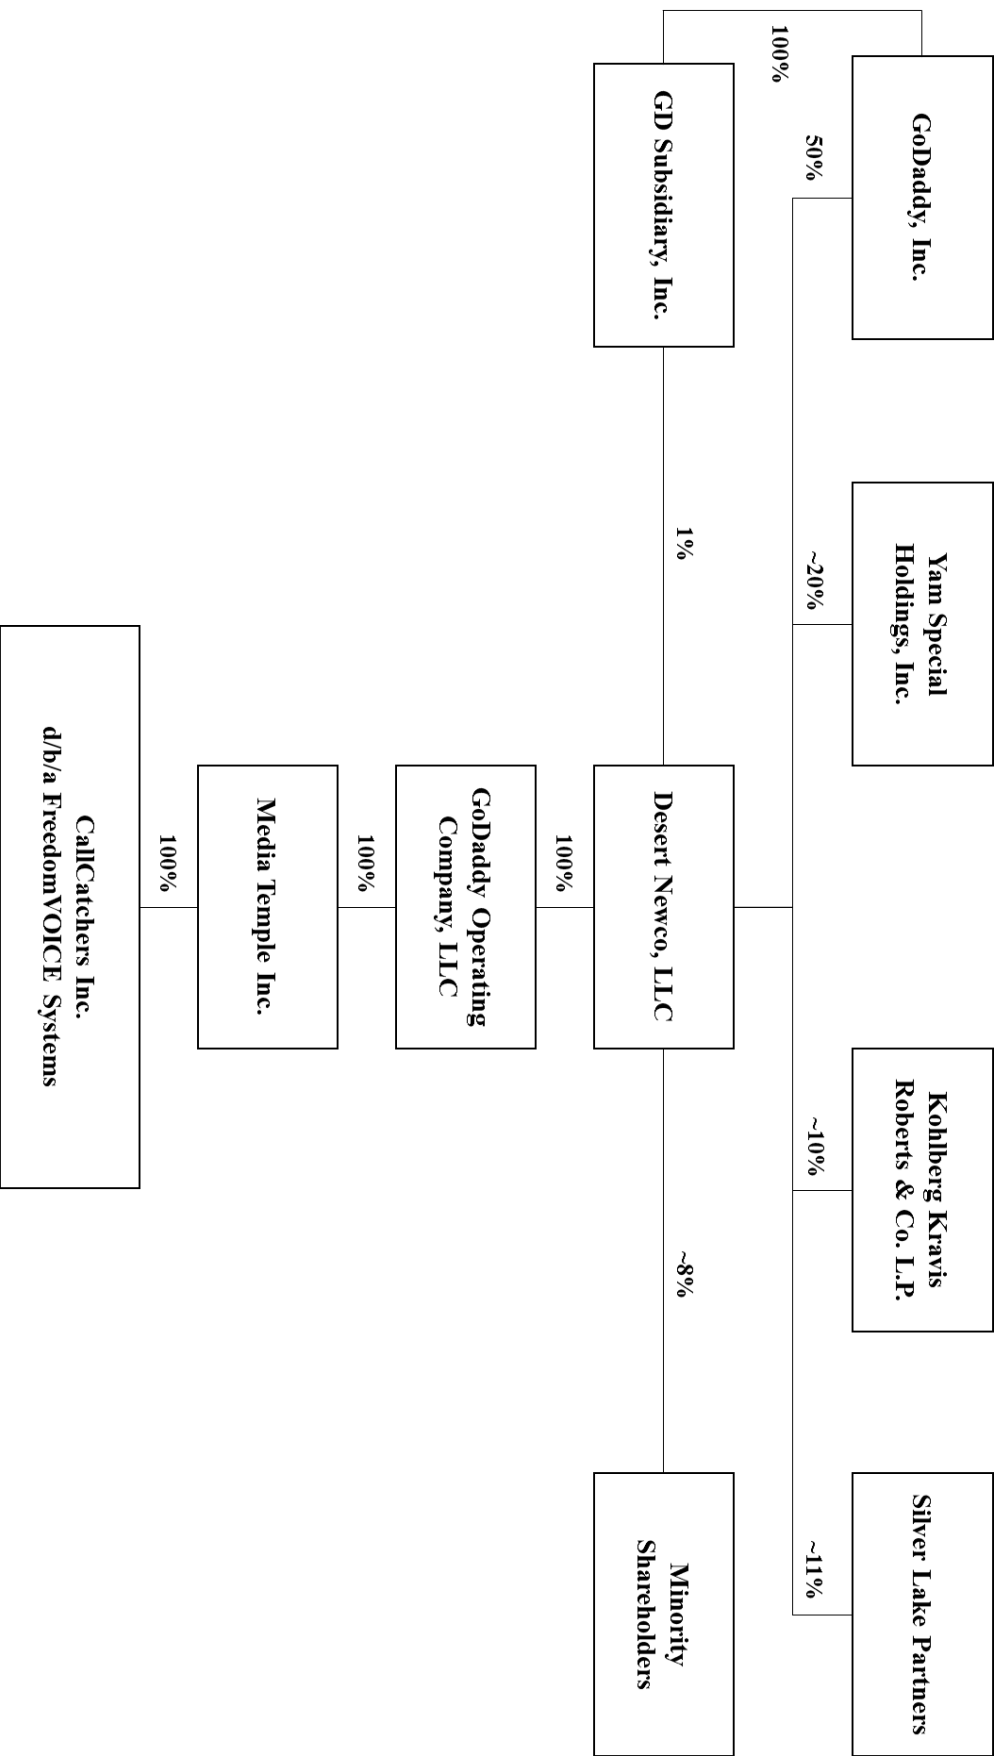 GoDaddy, Inc.
Yam Special
Holdings, Inc.
Kohlberg Kravis
Roberts & Co. L.P.
Silver Lake Partners
100%
50%
~20%
~10%
~11%
GD Subsidiary, Inc.
1%
Desert Newco, LLC
~8%
Minority
Shareholders
100%
GoDaddy Operating
Company, LLC
100%
Media Temple Inc.
100%
CallCatchers Inc.
d/b/a FreedomVOICE Systems